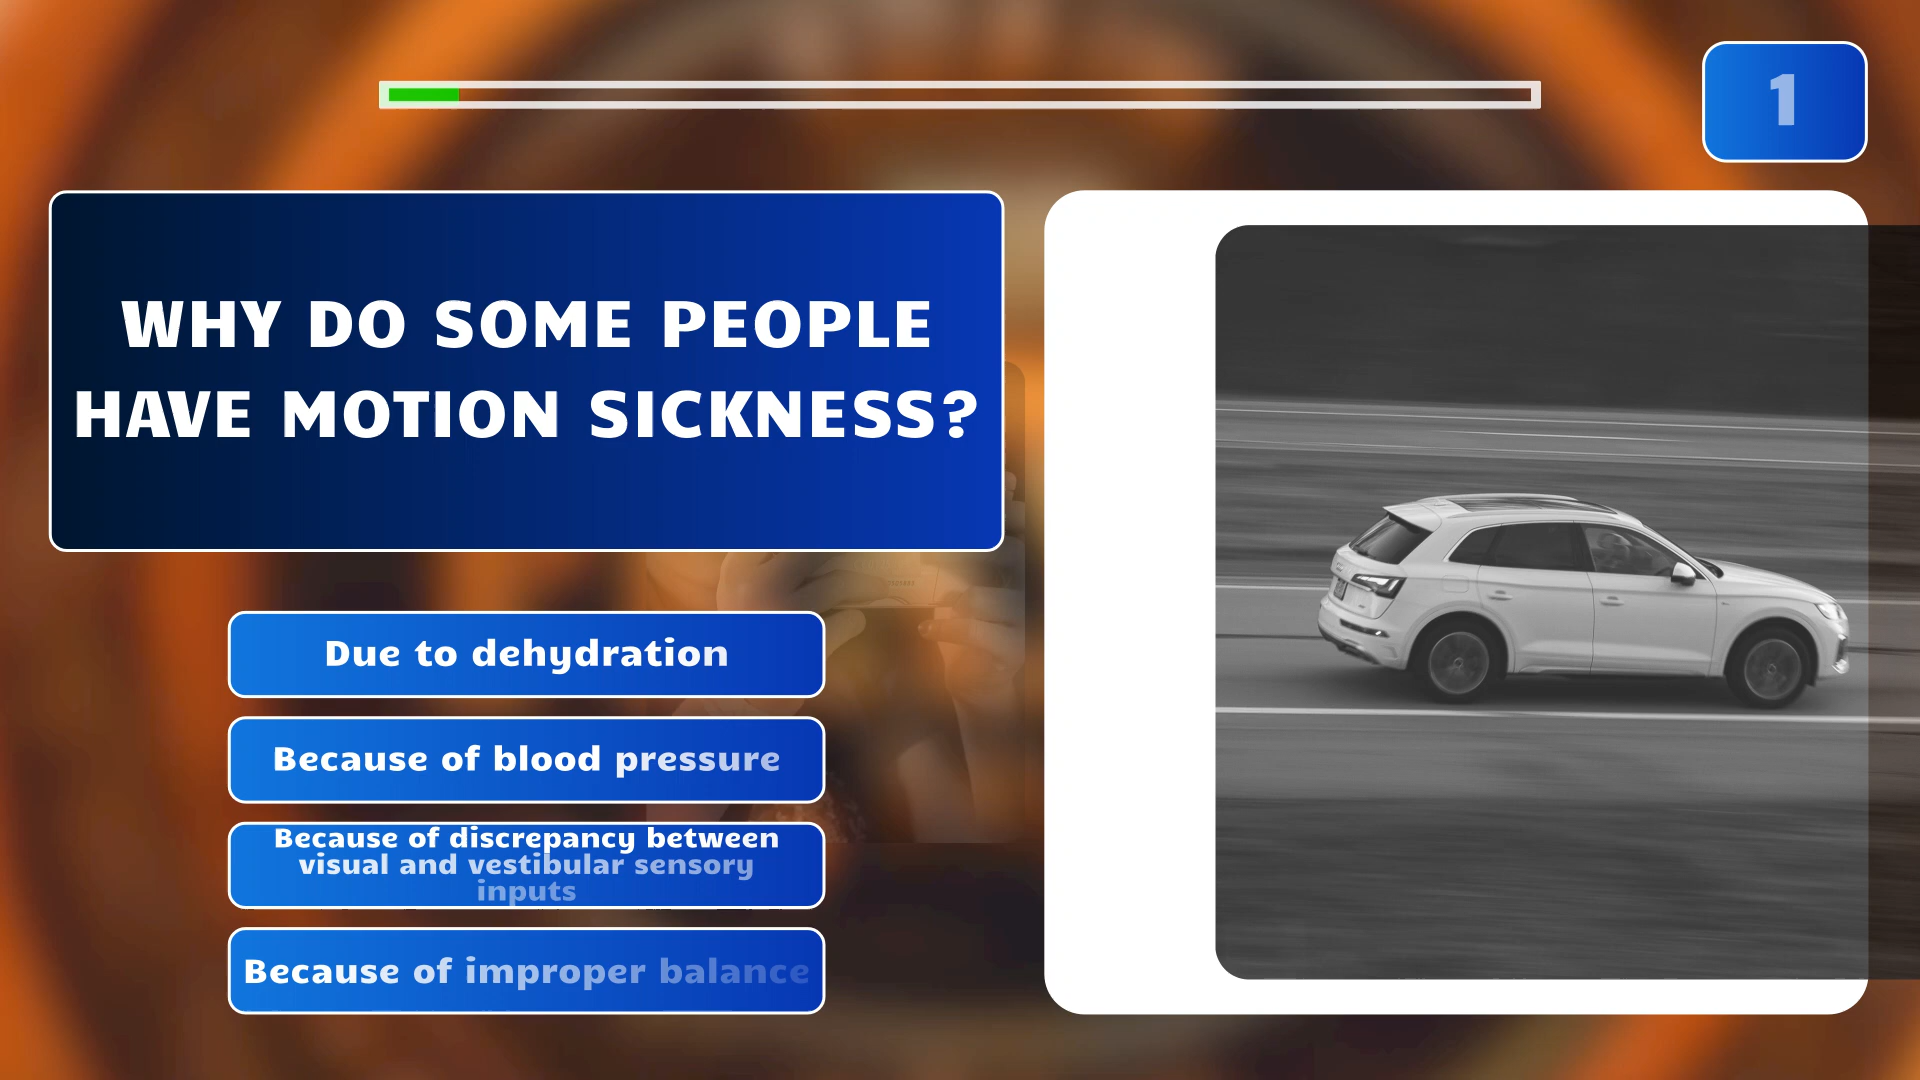 1
WHY DO SOME PEOPLE
HAVE MOTION SICKNESS?
Due to dehydration
Because of blood pressure
Because of discrepancy between
visual and vestibular sensory
inputs
Because of improper balance